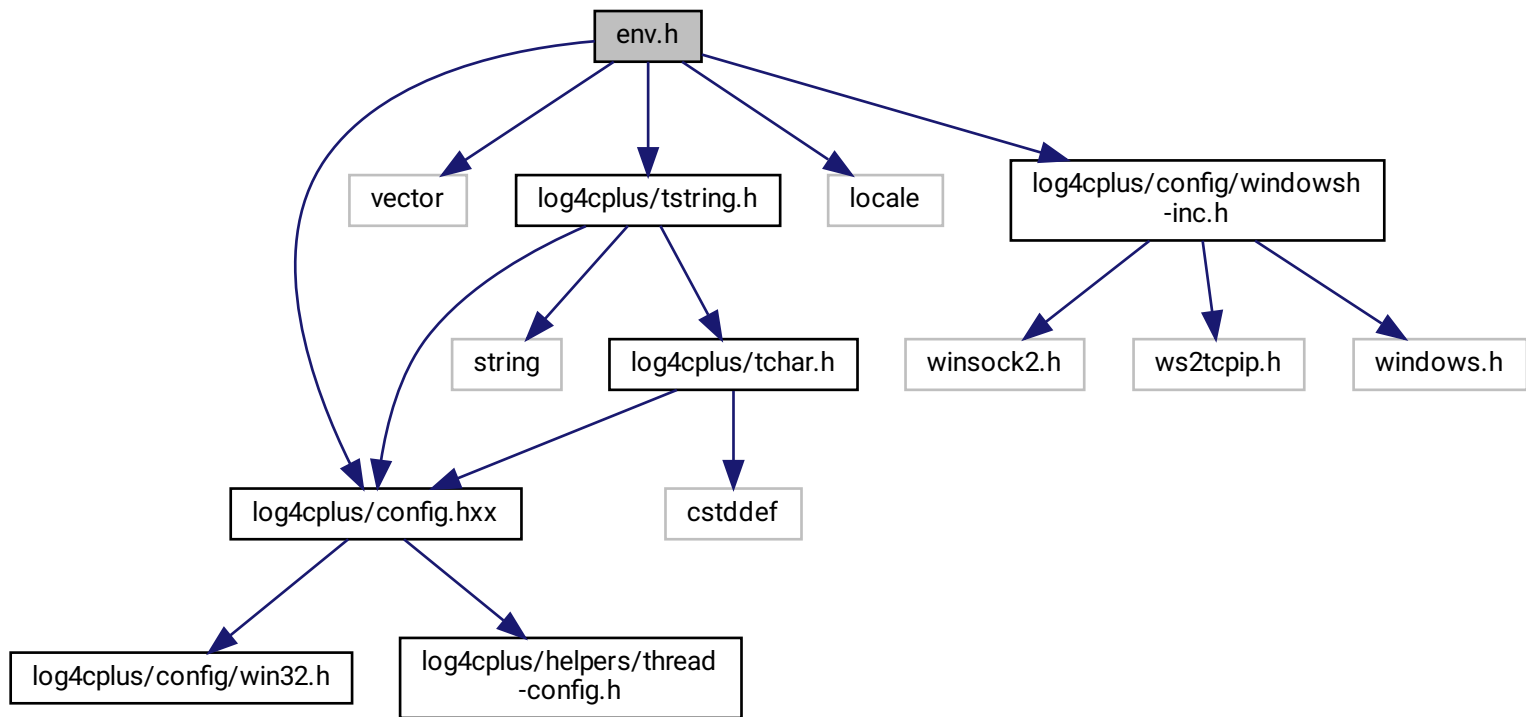 env.h
vector
log4cplus/tstring.h
locale
log4cplus/config/windowsh
-inc.h
string
log4cplus/tchar.h
winsock2.h
ws2tcpip.h
windows.h
log4cplus/config.hxx
cstddef
log4cplus/config/win32.h
log4cplus/helpers/thread
-config.h